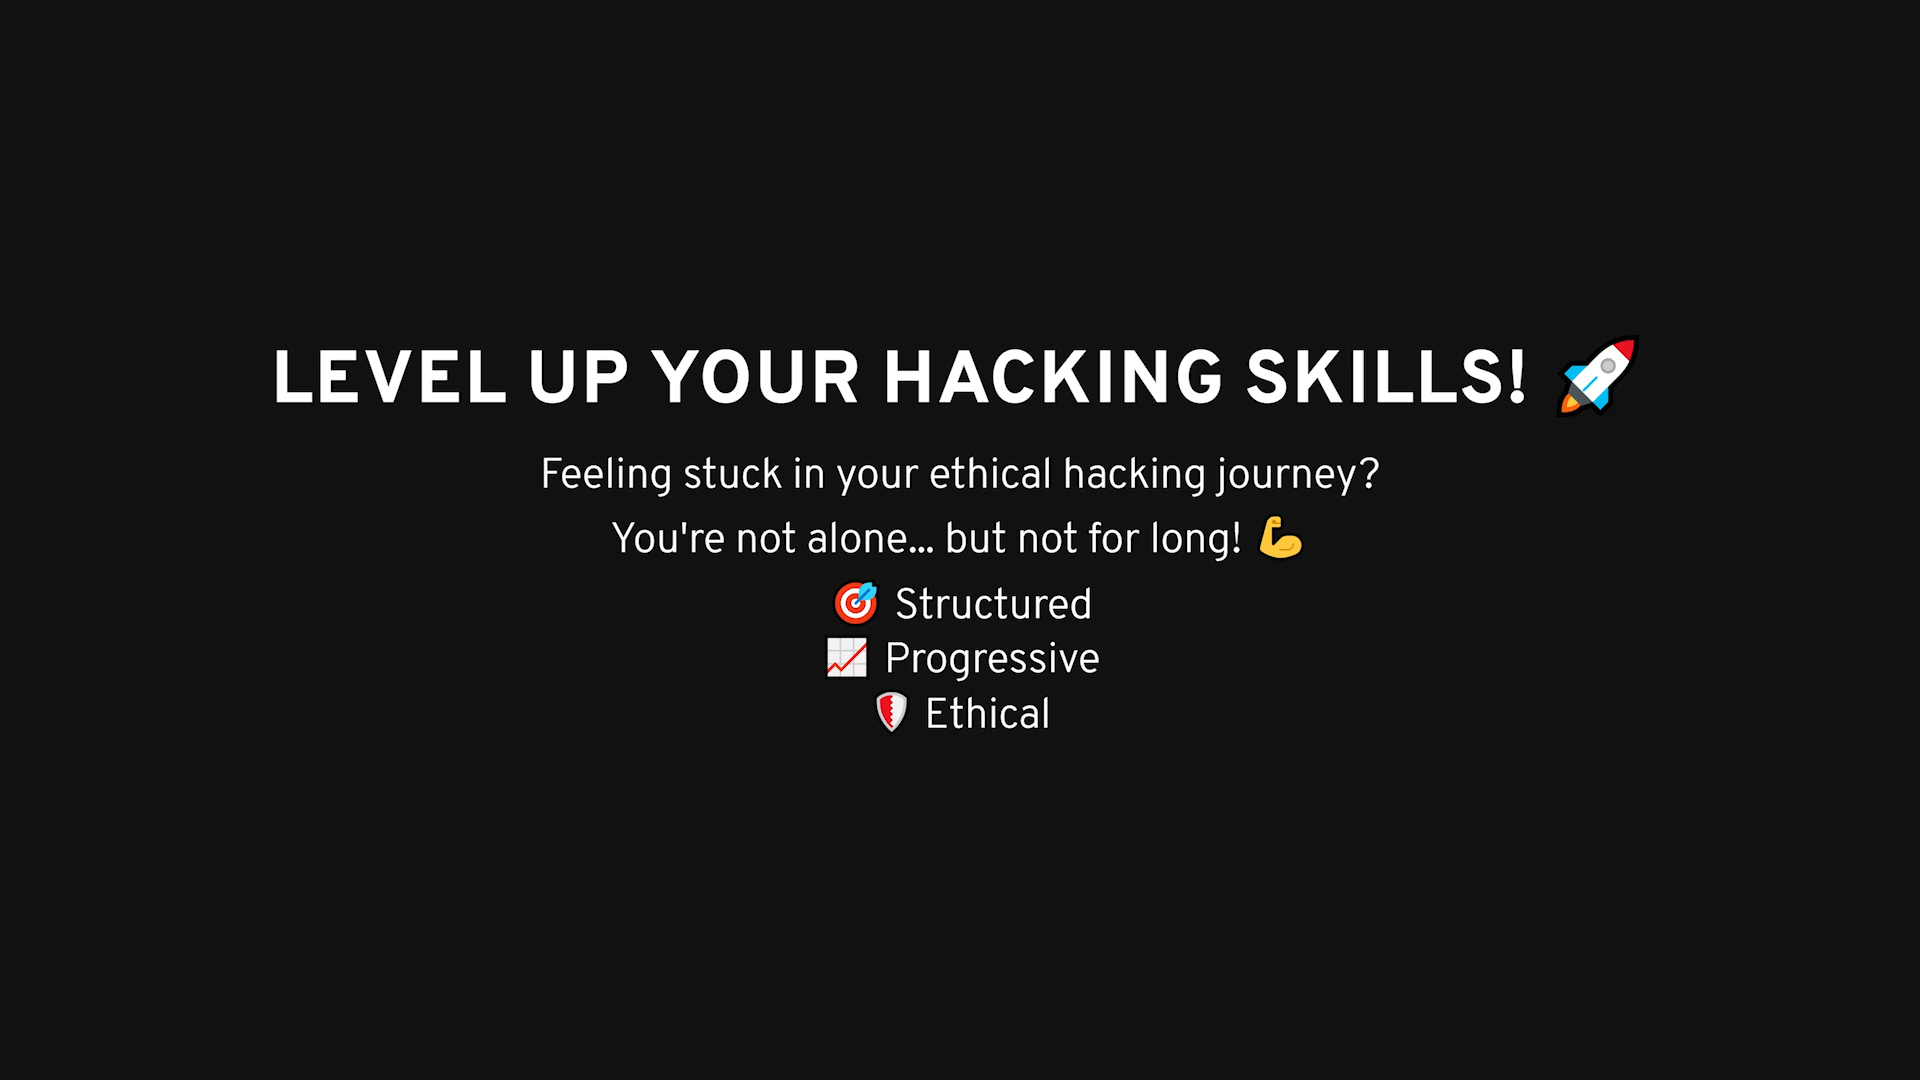 LEVEL UP YOUR HACKING SKILLS! 🚀
Feeling stuck in your ethical hacking journey?
You're not alone... but not for long! 💪
🎯 Structured
📈 Progressive
🛡️ Ethical